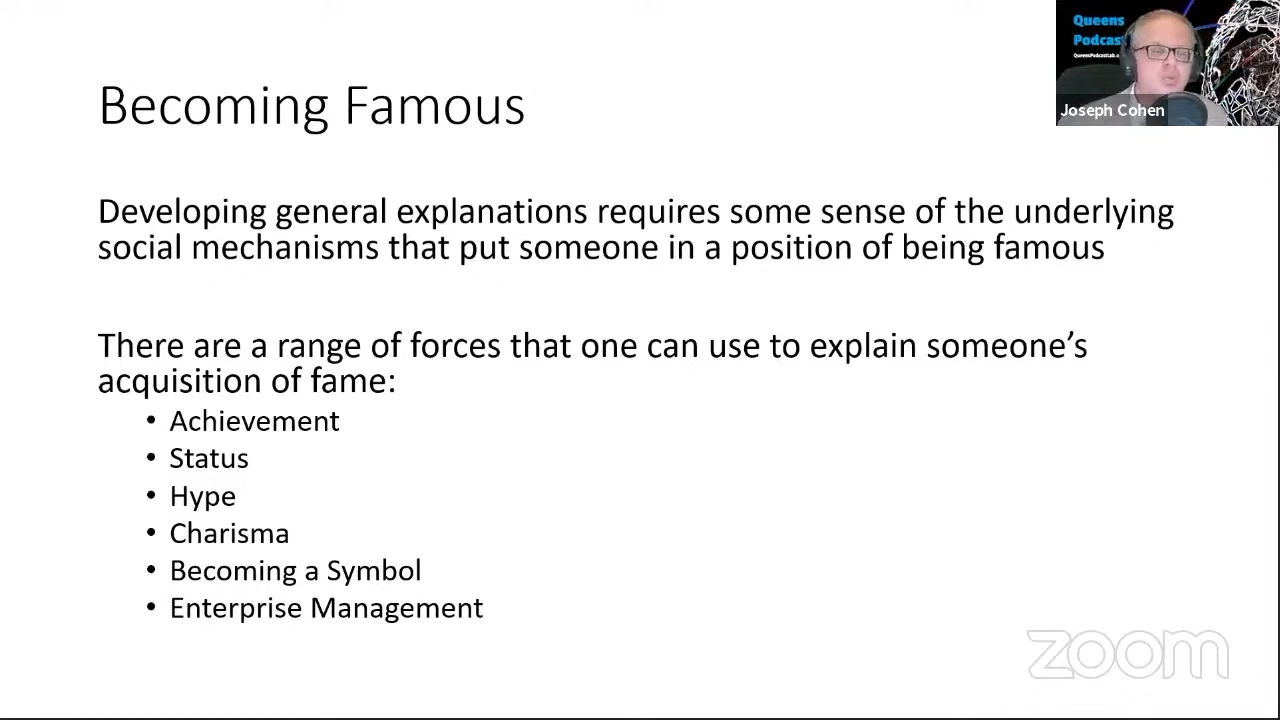 Queens
Podcast
Joseph Cohen
Becoming Famous
Developing general explanations requires some sense of the underlying
social mechanisms that put someone in a position of being famous
There are a range of forces that one can use to explain someone’s
acquisition of fame:
• Achievement
• Status
• Hype
• Charisma
• Becoming a Symbol
• Enterprise Management
zoom